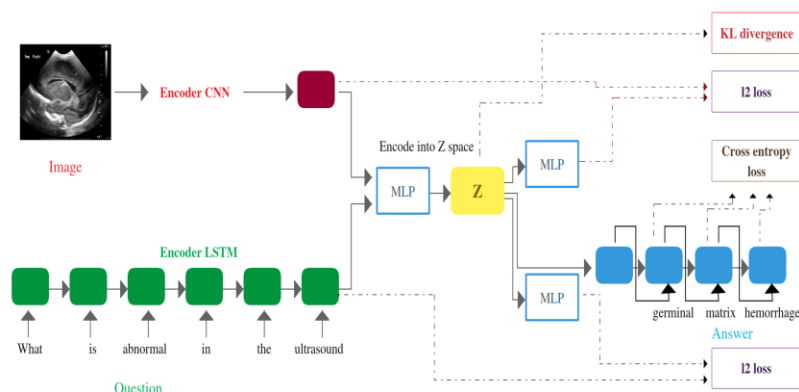 KL divergence
Encoder CNN
l2 loss
Image
Encode into Z space
MLP
MLP
Z
Cross entropy
loss
Encoder LSTM
MLP
germinal matrix hemorrhage
Answer
What is abnormal in the ultrasound
l2 loss
Question